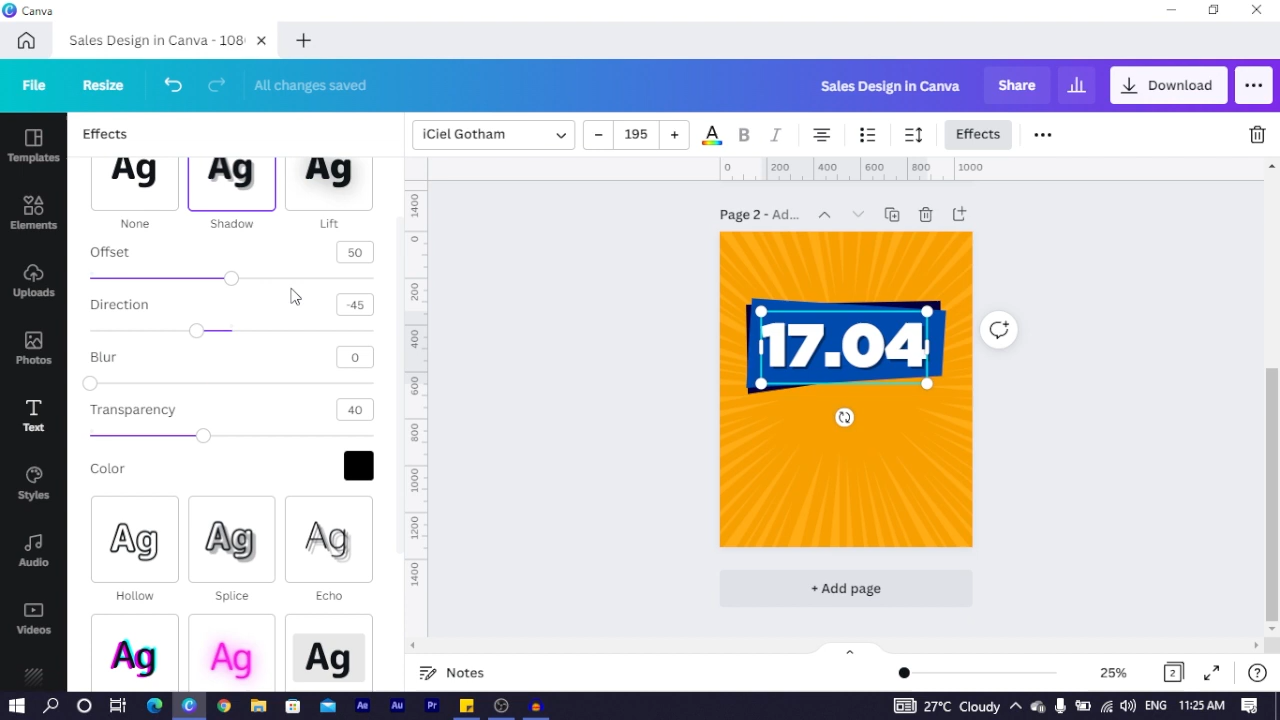 Canva
Sales Design in Canva - 108
File
Resize
All changes saved
Sales Design in Canva
Share
Download
Templates
Elements
Uploads
Photos
Text
Styles
Audio
Videos
Effects
Ag
Ag
Ag
None
Shadow
Lift
Offset
50
Direction
-45
Blur
0
Transparency
40
Color
Ag
Ag
Ag
Hollow
Splice
Echo
Ag
Ag
Ag
iCiel Gotham
– 195 +
A
B
I
Effects
0 200 400 600 800 1000
1400
0
200
400
600
800
1000
1200
1400
Page 2 - Ad...
17.04
+ Add page
Notes
25%
2
?
Ae
Au
Pr
27°C Cloudy
ENG
11:25 AM